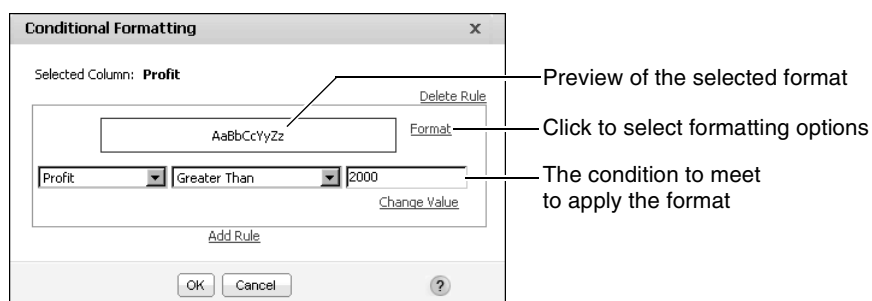 Conditional Formatting x
Selected Column: Profit
Delete Rule
AaBbCcYyZz
Format
Profit Greater Than 2000
Change Value
Add Rule
OK Cancel ?
Preview of the selected format
Click to select formatting options
The condition to meet
to apply the format